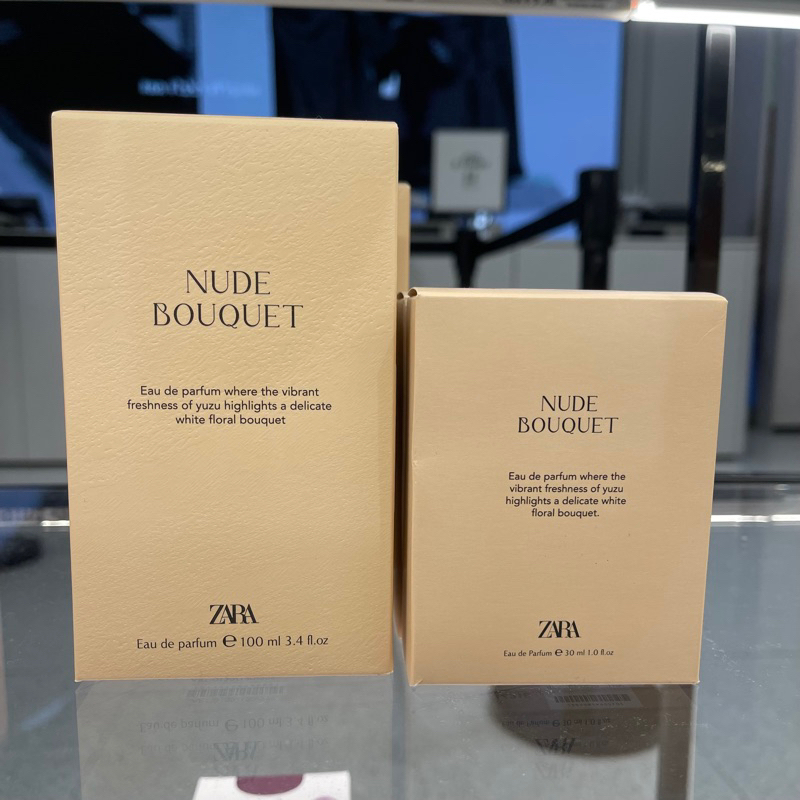 NUDE
BOUQUET
Eau de parfum where the vibrant
freshness of yuzu highlights a delicate
white floral bouquet
ZARA
Eau de parfum e 100 ml 3.4 fl.oz
NUDE
BOUQUET
Eau de parfum where the
vibrant freshness of yuzu
highlights a delicate white
floral bouquet.
ZARA
Eau de Parfum e 30 ml 1.0 fl.oz